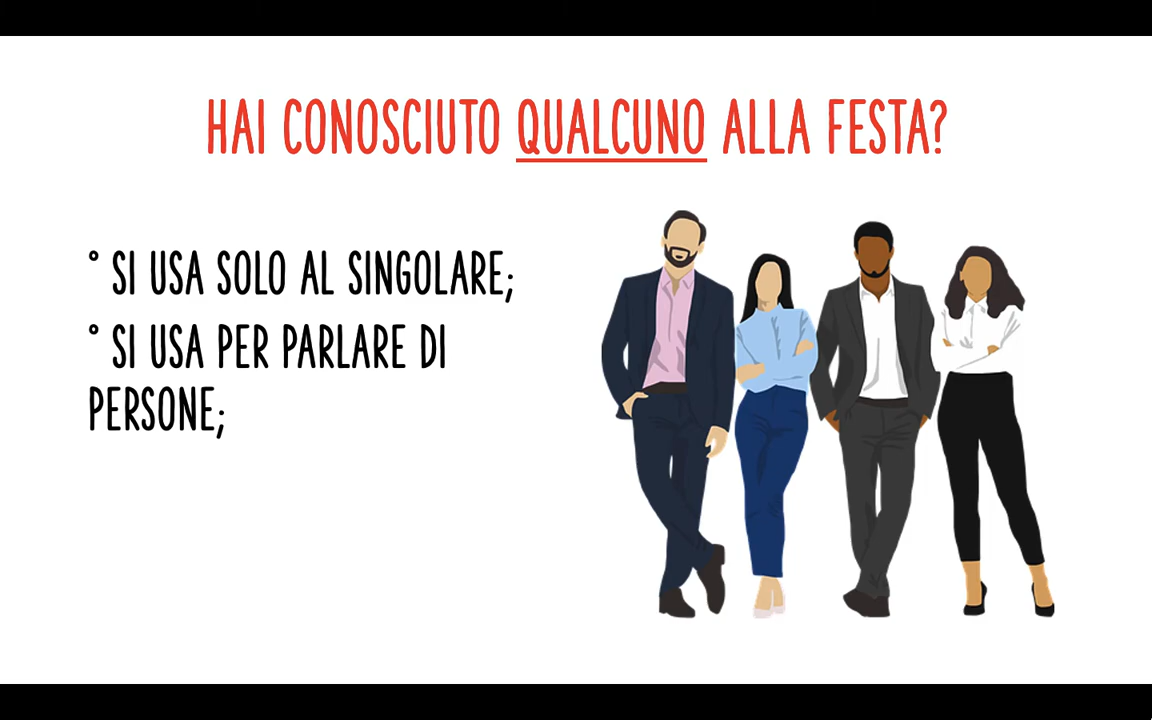 HAI CONOSCIUTO QUALCUNO ALLA FESTA?
° SI USA SOLO AL SINGOLARE;
° SI USA PER PARLARE DI
PERSONE;